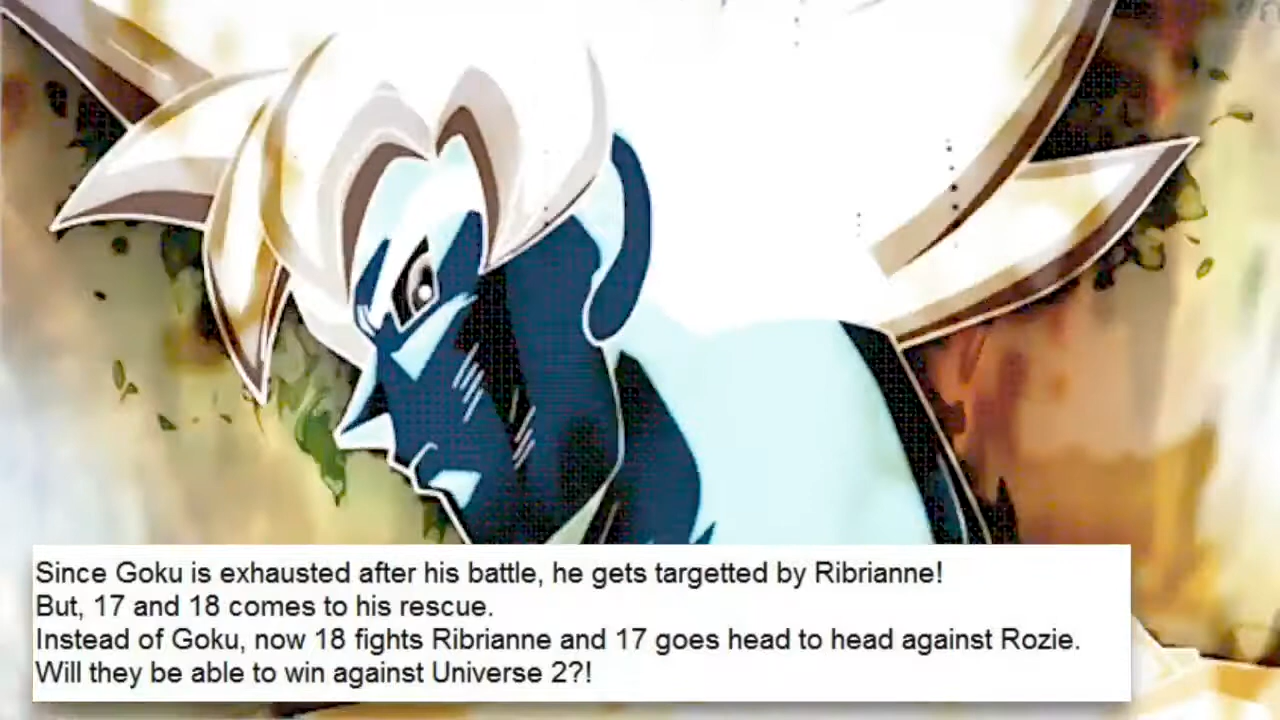 Since Goku is exhausted after his battle, he gets targetted by Ribrianne!
But, 17 and 18 comes to his rescue.
Instead of Goku, now 18 fights Ribrianne and 17 goes head to head against Rozie.
Will they be able to win against Universe 2?!